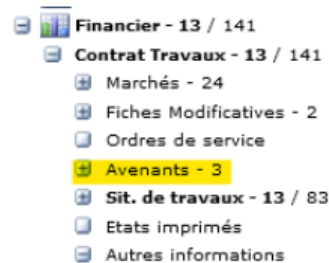 Financier - 13 / 141
Contrat Travaux - 13 / 141
Marchés - 24
Fiches Modificatives - 2
Ordres de service
Avenants - 3
Sit. de travaux - 13 / 83
Etats imprimés
Autres informations